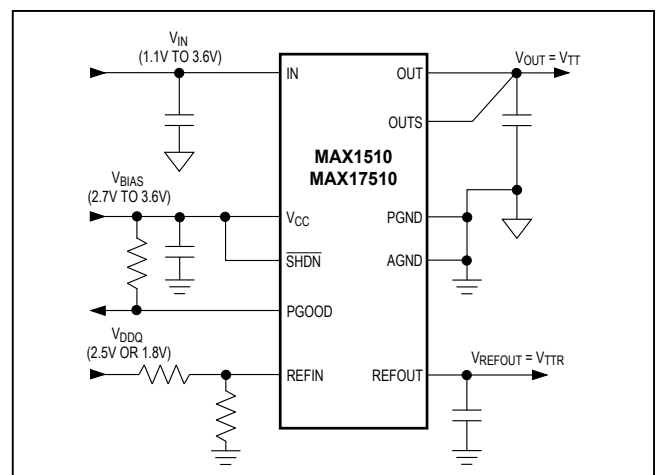 VIN
(1.1V TO 3.6V)
IN
OUT
VOUT = VTT
OUTS
MAX1510
MAX17510
VBIAS
(2.7V TO 3.6V)
VCC
PGND
SHDN
AGND
PGOOD
VDDQ
(2.5V OR 1.8V)
REFIN
REFOUT
VREFOUT = VTTR